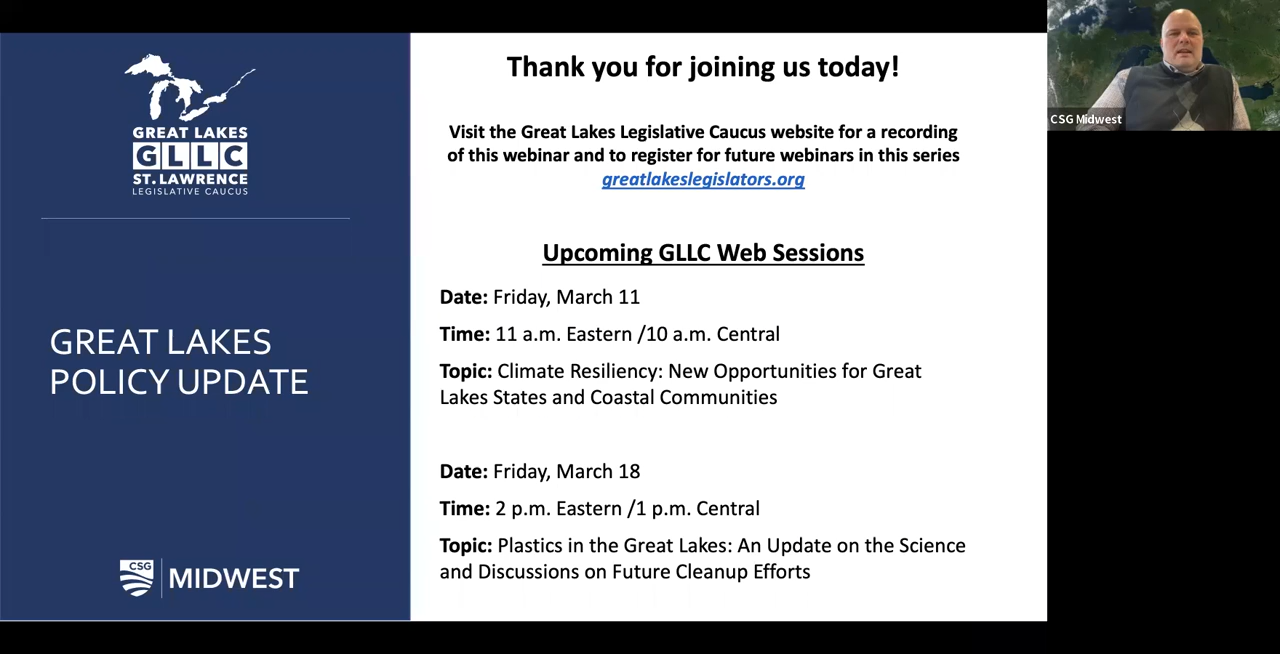 GREAT LAKES
GLLC
ST. LAWRENCE
LEGISLATIVE CAUCUS
GREAT LAKES
POLICY UPDATE
CSG
MIDWEST
Thank you for joining us today!
Visit the Great Lakes Legislative Caucus website for a recording
of this webinar and to register for future webinars in this series
greatlakeslegislators.org
Upcoming GLLC Web Sessions
Date: Friday, March 11
Time: 11 a.m. Eastern /10 a.m. Central
Topic: Climate Resiliency: New Opportunities for Great
Lakes States and Coastal Communities
Date: Friday, March 18
Time: 2 p.m. Eastern /1 p.m. Central
Topic: Plastics in the Great Lakes: An Update on the Science
and Discussions on Future Cleanup Efforts
CSG Midwest